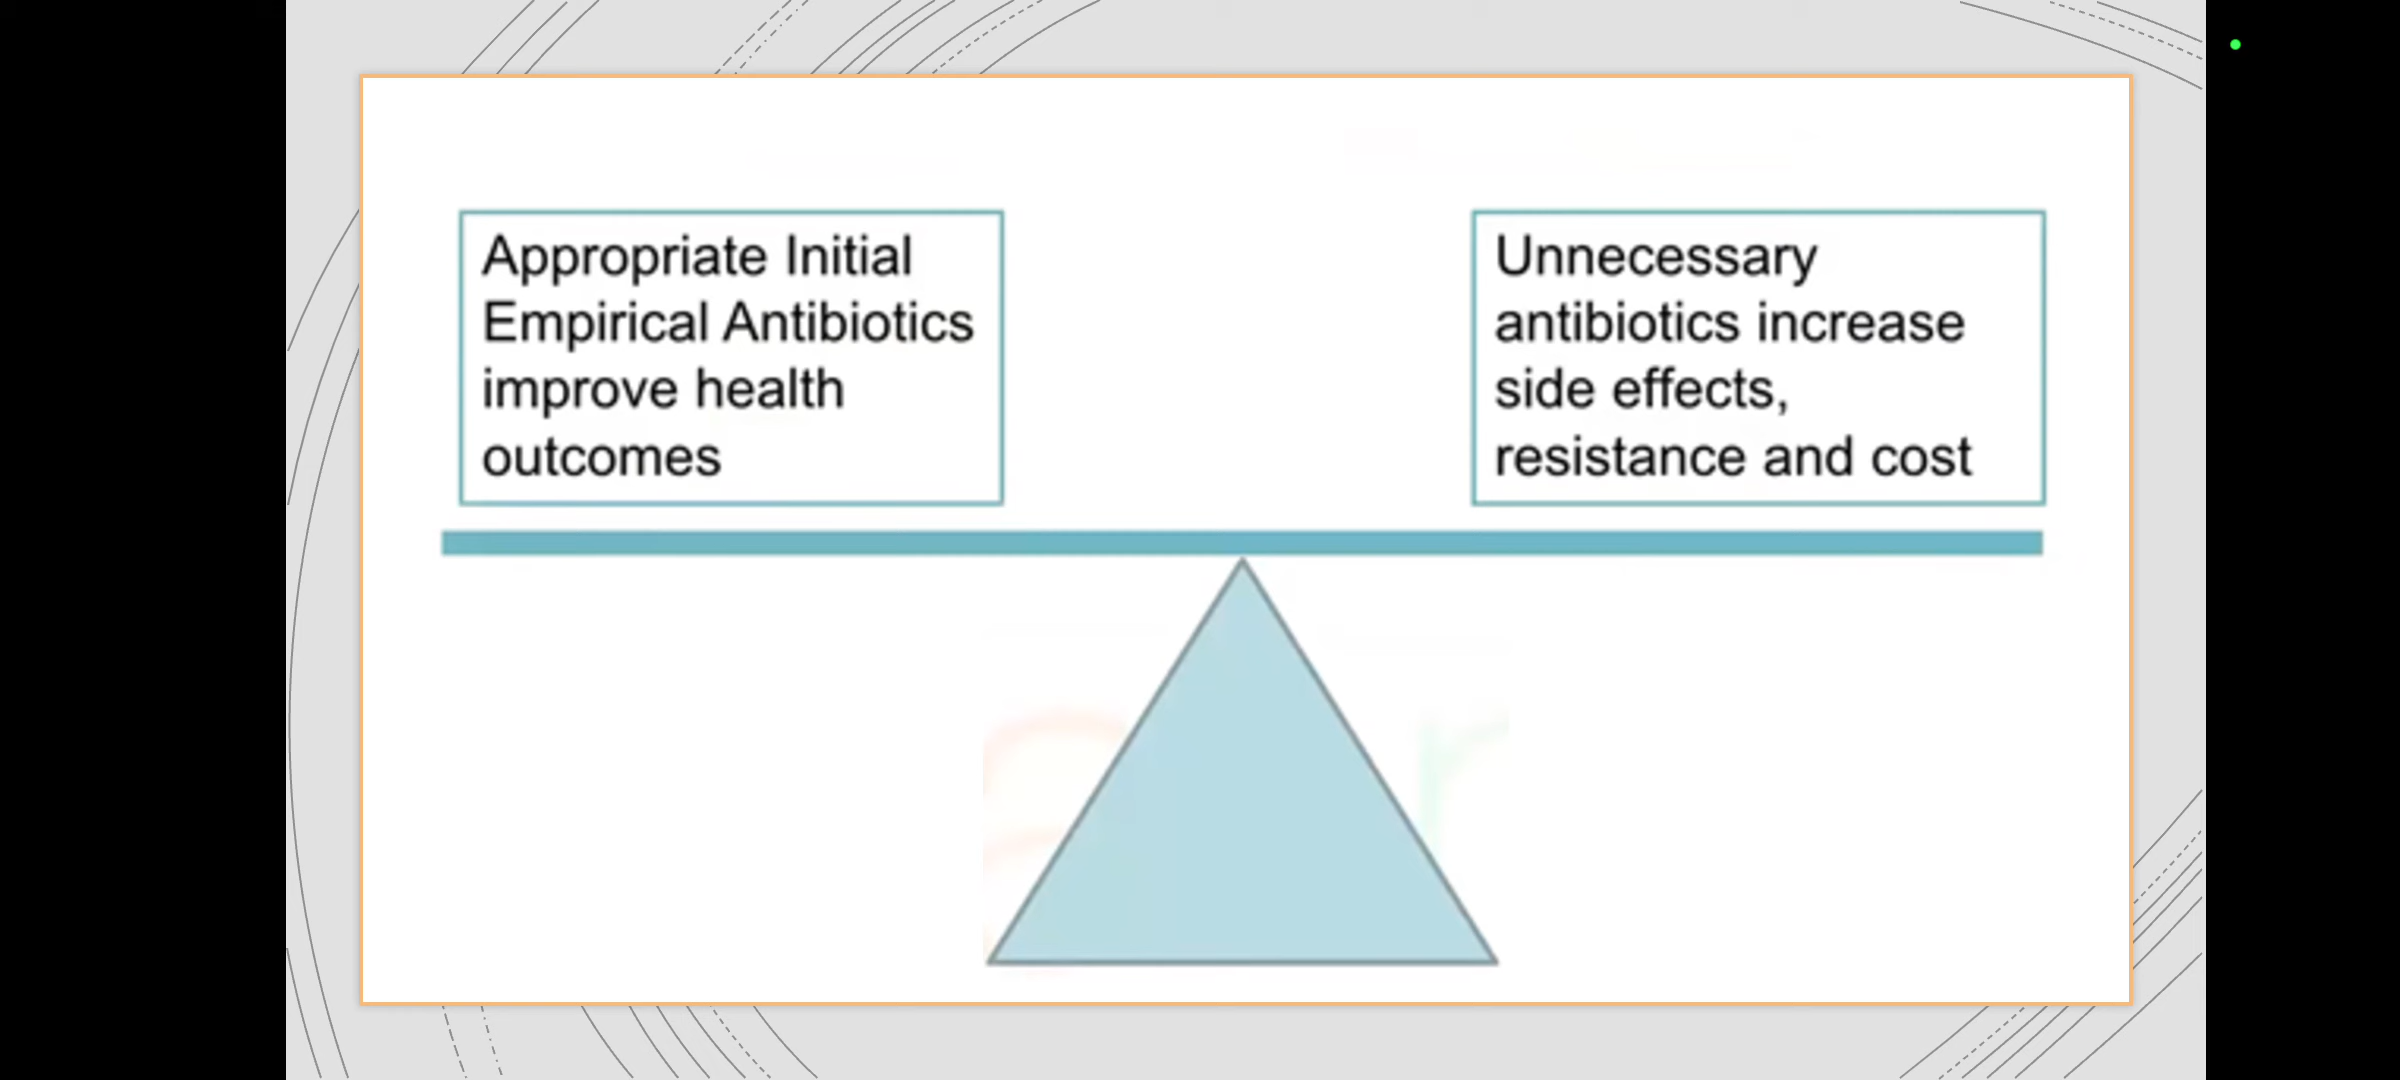 Appropriate Initial
Empirical Antibiotics
improve health
outcomes
Unnecessary
antibiotics increase
side effects,
resistance and cost